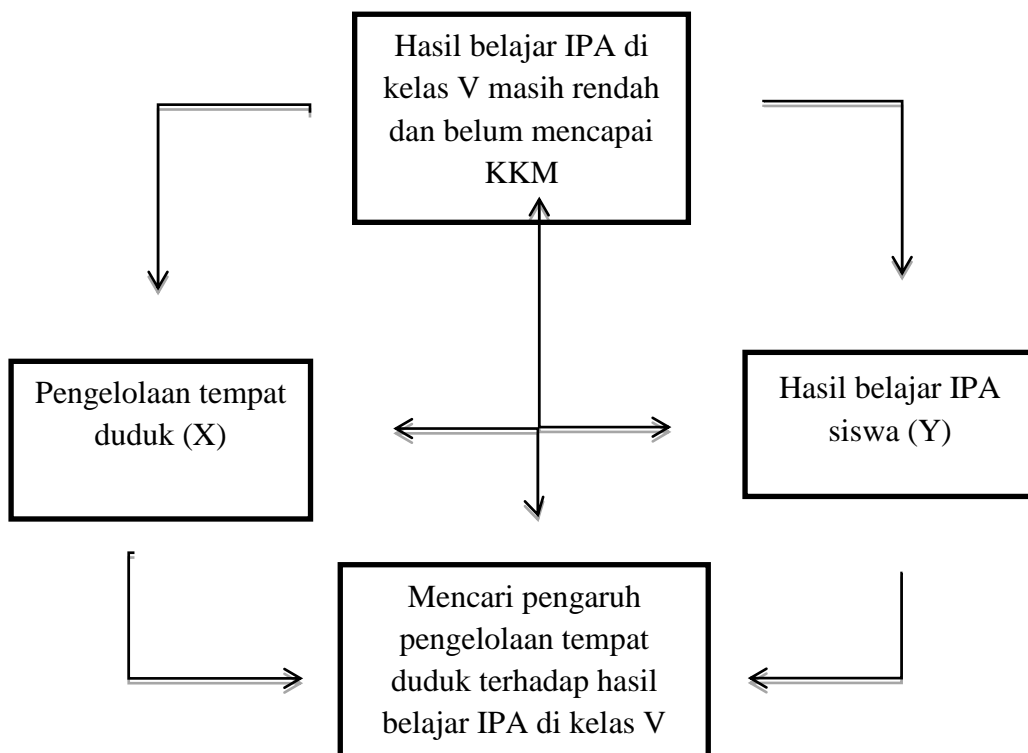 Hasil belajar IPA di
kelas V masih rendah
dan belum mencapai
KKM
Pengelolaan tempat
duduk (X)
Hasil belajar IPA
siswa (Y)
Mencari pengaruh
pengelolaan tempat
duduk terhadap hasil
belajar IPA di kelas V